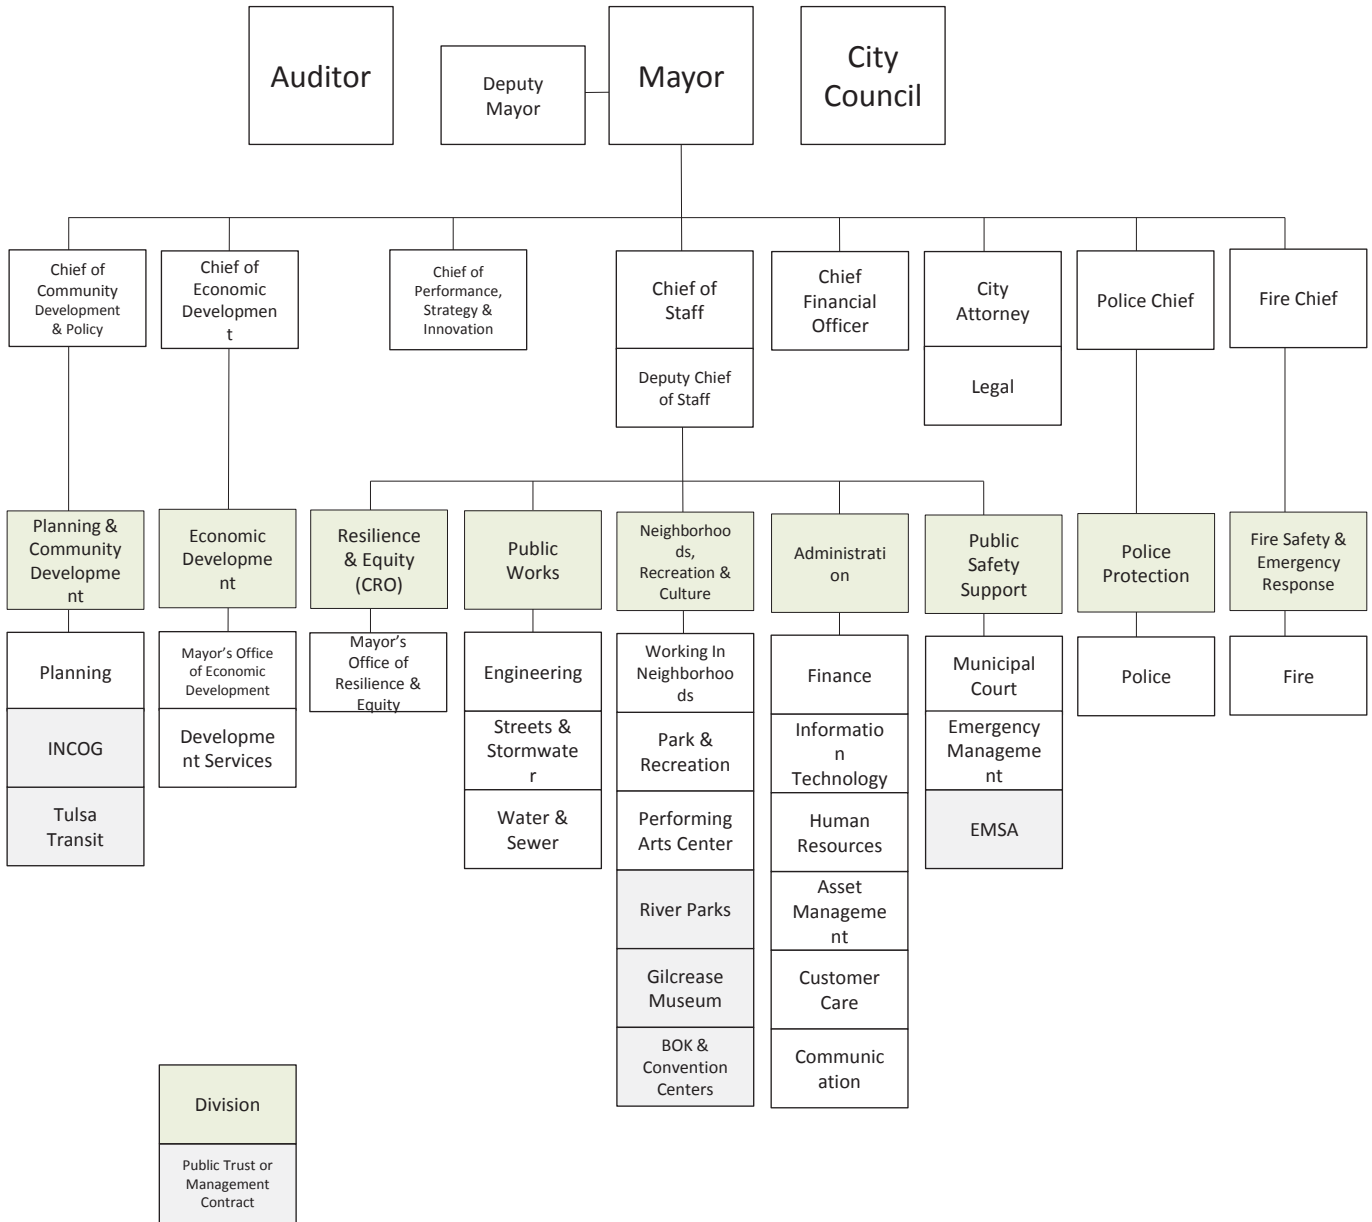 Auditor
Deputy
Mayor
Mayor
City
Council
Chief of
Community
Development
& Policy
Chief of
Economic
Developmen
t
Chief of
Performance,
Strategy &
Innovation
Chief of
Staff
Deputy Chief
of Staff
Chief
Financial
Officer
City
Attorney
Legal
Police Chief
Fire Chief
Planning &
Community
Developme
nt
Planning
INCOG
Tulsa
Transit
Economic
Developme
nt
Mayor's Office
of Economic
Development
Developme
nt Services
Resilience
& Equity
(CRO)
Mayor's
Office of
Resilience &
Equity
Public
Works
Engineering
Streets &
Stormwate
r
Water &
Sewer
Neighborhoo
ds,
Recreation &
Culture
Working In
Neighborhoo
ds
Park &
Recreation
Performing
Arts Center
River Parks
Gilcrease
Museum
BOK &
Convention
Centers
Administrati
on
Finance
Informatio
n
Technology
Human
Resources
Asset
Manageme
nt
Customer
Care
Communic
ation
Public
Safety
Support
Municipal
Court
Emergency
Manageme
nt
EMSA
Police
Protection
Police
Fire Safety &
Emergency
Response
Fire
Division
Public Trust or
Management
Contract